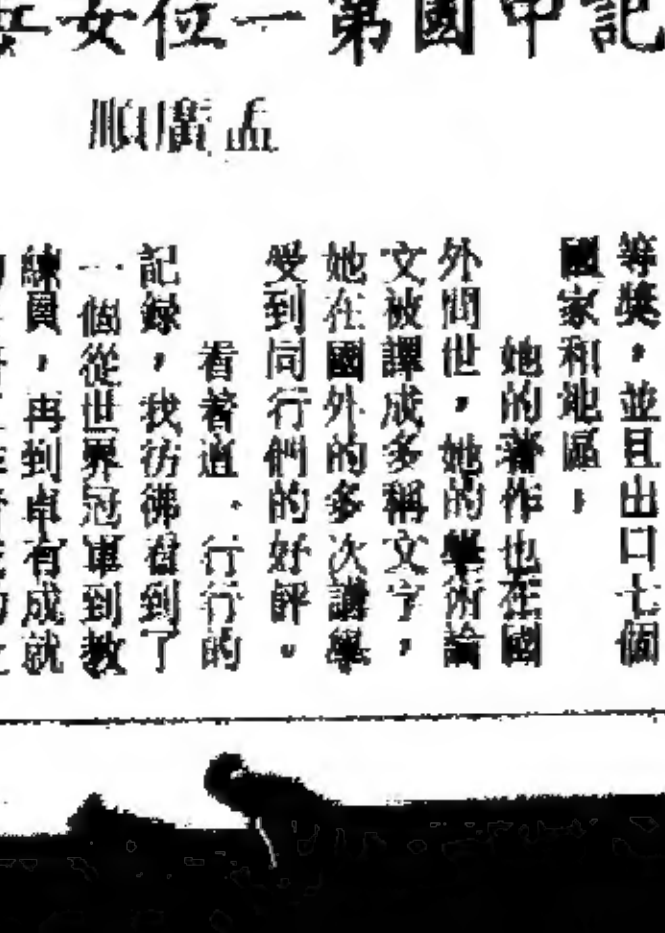 記中國第一位女
孟廣順
等獎，並且出口七個
國家和地區，
她的著作也在國
外問世，她的學術論
文被譯成多種文字，
她在國外的多次講學
受到同行們的好評。
看着這一行行的
記錄，我彷彿看到了
一個從世界冠軍到教
練員，再到卓有成就